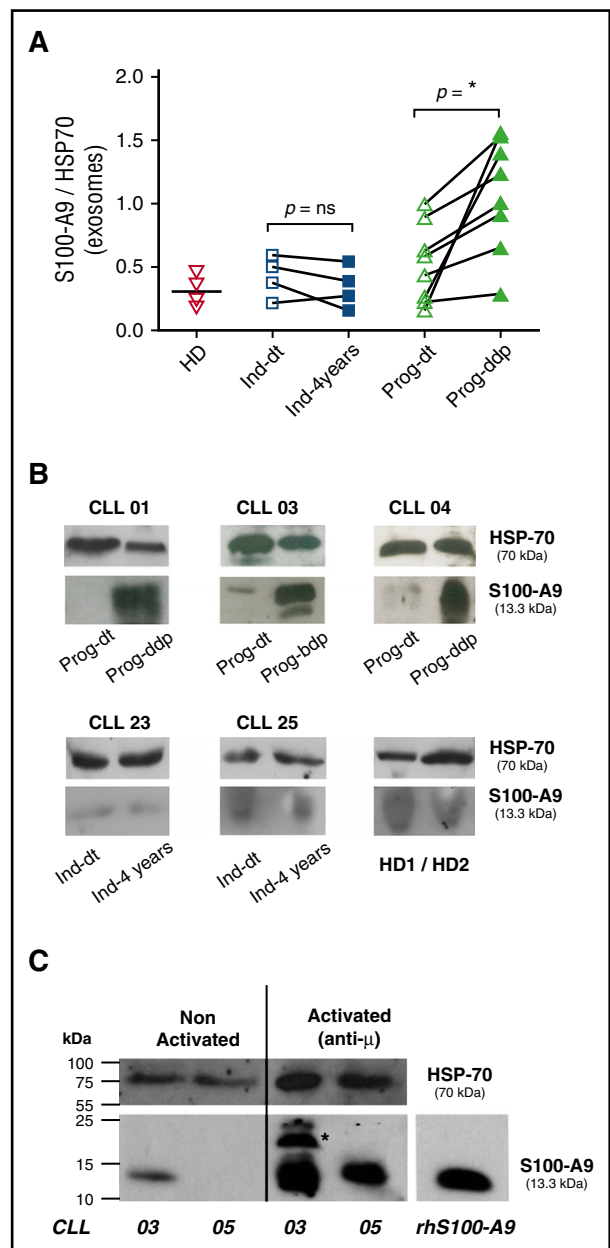 A
S100-A9 / HSP70
(exosomes)
2.0
1.5
1.0
0.5
0.0
p = ns
p = *
HD
Ind-dt
Ind-4years
Prog-dt
Prog-ddp
B
CLL 01
CLL 03
CLL 04
HSP-70
(70 kDa)
S100-A9
(13.3 kDa)
Prog-dt
Prog-ddp
Prog-dt
Prog-bdp
Prog-dt
Prog-ddp
CLL 23
CLL 25
HSP-70
(70 kDa)
S100-A9
(13.3 kDa)
Ind-dt
Ind-4 years
Ind-dt
Ind-4 years
HD1 / HD2
C
Non
Activated
Activated
(anti-μ)
kDa
100
75
55
HSP-70
(70 kDa)
25
15
10
*
S100-A9
(13.3 kDa)
CLL 03 05 03 05 rhS100-A9